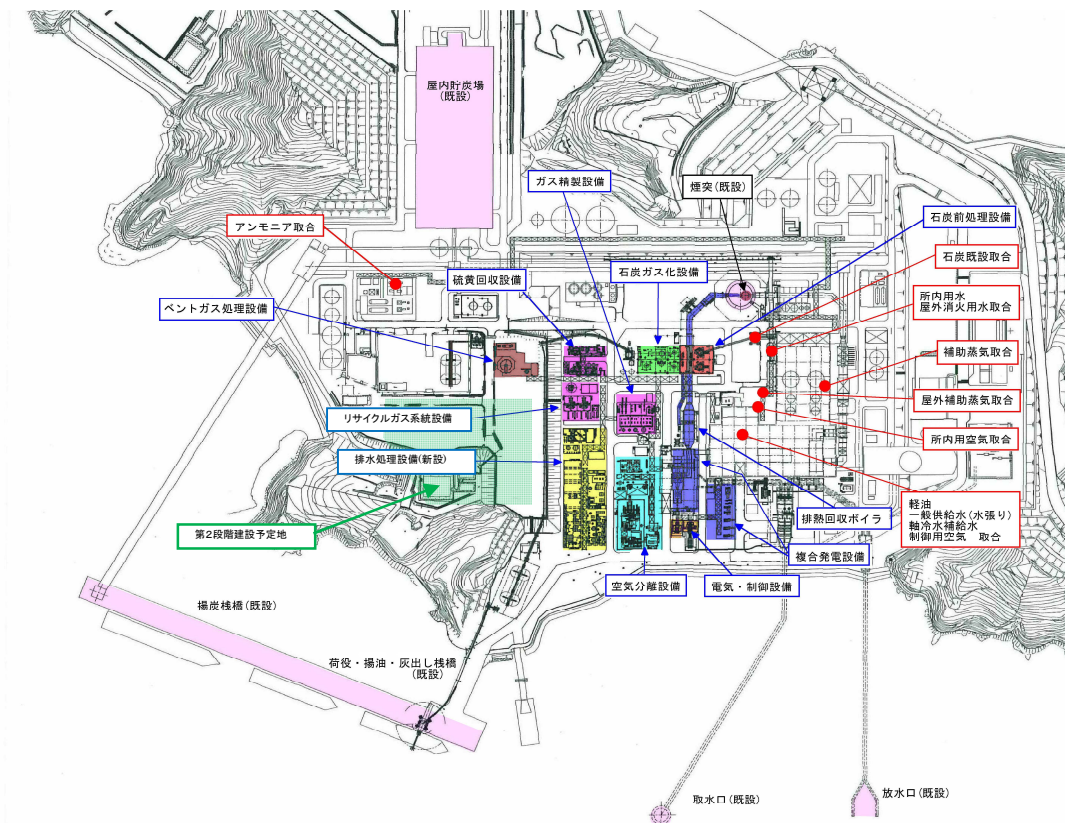 屋内貯炭場
(既設)
ガス精製設備
煙突(既設)
石炭前処理設備
アンモニア取合
石炭既設取合
硫黄回収設備
石炭ガス化設備
ベントガス処理設備
所内用水
屋外消火用水取合
補助蒸気取合
屋外補助蒸気取合
リサイクルガス系統設備
所内用空気取合
排水処理設備(新設)
軽油
一般供給水(水張り)
軸冷水補給水
制御用空気 取合
排熱回収ボイラ
第2段階建設予定地
複合発電設備
空気分離設備
電気・制御設備
揚炭桟橋(既設)
荷役・揚油・灰出し桟橋
(既設)
取水口(既設)
放水口(既設)